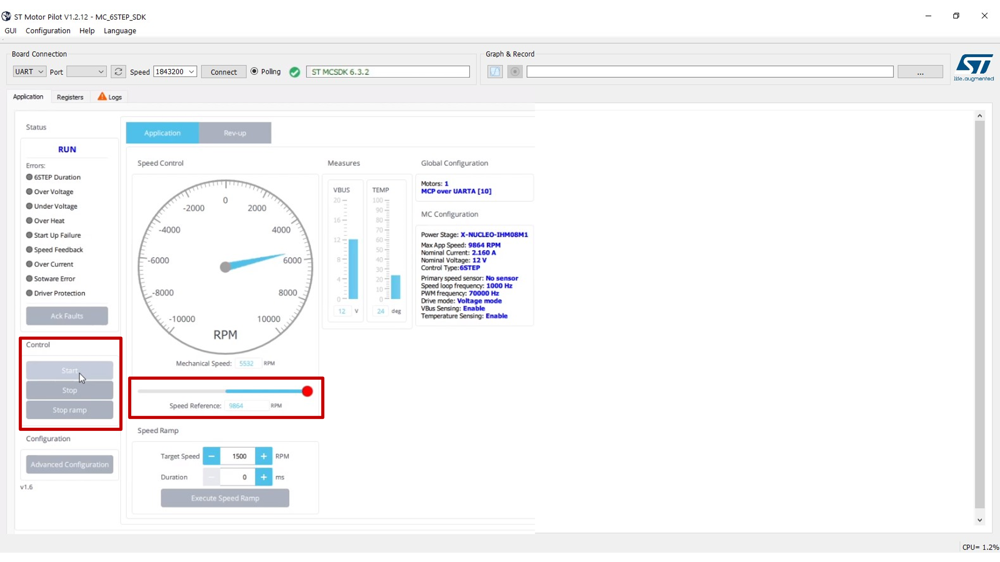 ST Motor Pilot V1.2.12 - MC_6STEP_SDK
GUI Configuration Help Language
Board Connection
UART Port Speed 1843200 Connect Polling ST MCSDK 6.3.2
Graph & Record
...
ST
life.augmented
Application Registers Logs
Status
RUN
Errors:
6STEP Duration
Over Voltage
Under Voltage
Over Heat
Start Up Failure
Speed Feedback
Over Current
Sotware Error
Driver Protection
Ack Faults
Control
Start
Stop
Stop ramp
Configuration
Advanced Configuration
v1.6
Application Rev-up
Speed Control
0
-2000 2000
-4000 4000
-6000 6000
-8000 8000
-10000 10000
RPM
Mechanical Speed: 5532 RPM
Speed Reference: 9864 RPM
Speed Ramp
Target Speed − 1500 + RPM
Duration − 0 + ms
Execute Speed Ramp
Measures
VBUS
20
16
12
8
4
0
12 V
TEMP
100
90
80
70
60
50
40
30
20
10
0
24 deg
Global Configuration
Motors: 1
MCP over UARTA [10]
MC Configuration
Power Stage: X-NUCLEO-IHM08M1
Max App Speed: 9864 RPM
Nominal Current: 2.160 A
Nominal Voltage: 12 V
Control Type:6STEP
Primary speed sensor: No sensor
Speed loop frequency: 1000 Hz
PWM frequency: 70000 Hz
Drive mode: Voltage mode
VBus Sensing: Enable
Temperature Sensing: Enable
CPU= 1.2%